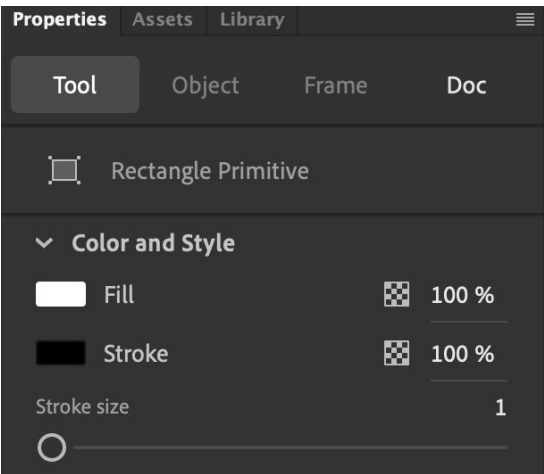 Properties Assets Library
Tool Object Frame Doc
Rectangle Primitive
Color and Style
Fill 100 %
Stroke 100 %
Stroke size 1